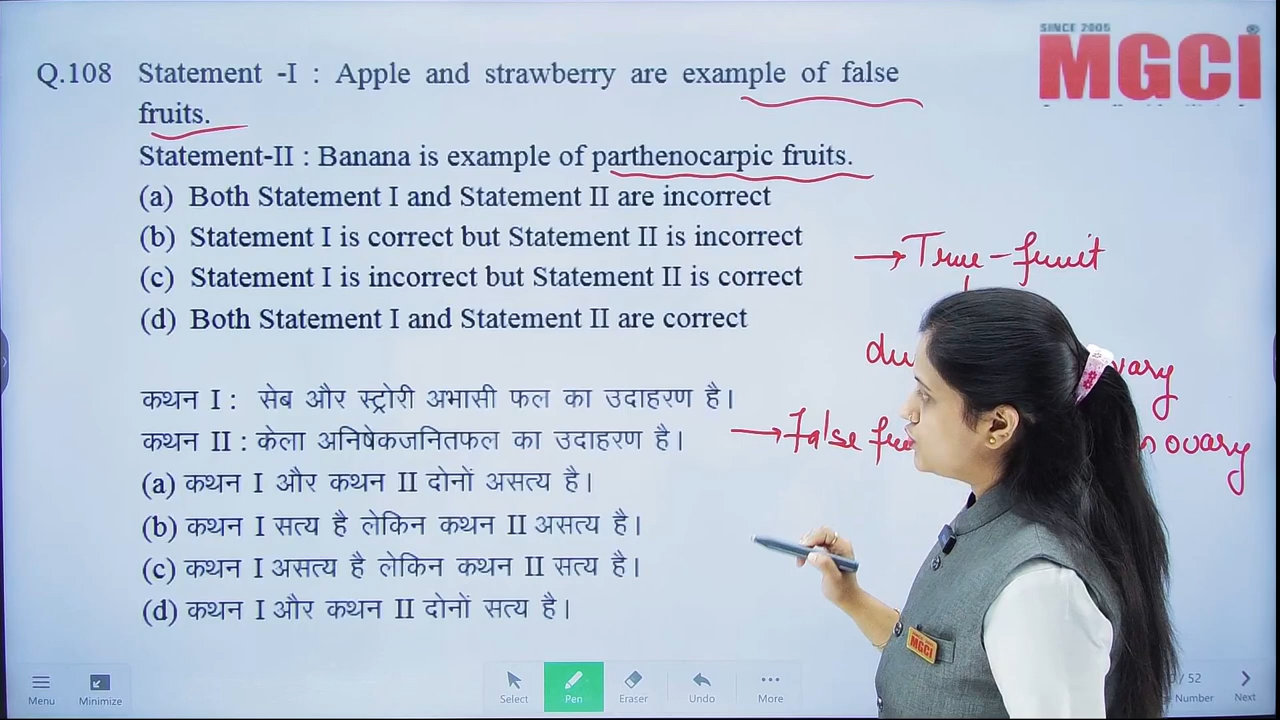 SINCE 2005
MGCI
Q.108 Statement -I : Apple and strawberry are example of false
fruits.
Statement-II : Banana is example of parthenocarpic fruits.
(a) Both Statement I and Statement II are incorrect
(b) Statement I is correct but Statement II is incorrect
(c) Statement I is incorrect but Statement II is correct
(d) Both Statement I and Statement II are correct
→ True-fruit
→ False
ovary
कथन I : सेब और स्ट्रोरी अभासी फल का उदाहरण है।
कथन II : केला अनिषेकजनितफल का उदाहरण है।
(a) कथन I और कथन II दोनों असत्य है।
(b) कथन I सत्य है लेकिन कथन II असत्य है।
(c) कथन I असत्य है लेकिन कथन II सत्य है।
(d) कथन I और कथन II दोनों सत्य है।
MGCI
Menu Minimize Select Pen Eraser Undo More / 52 Number Next